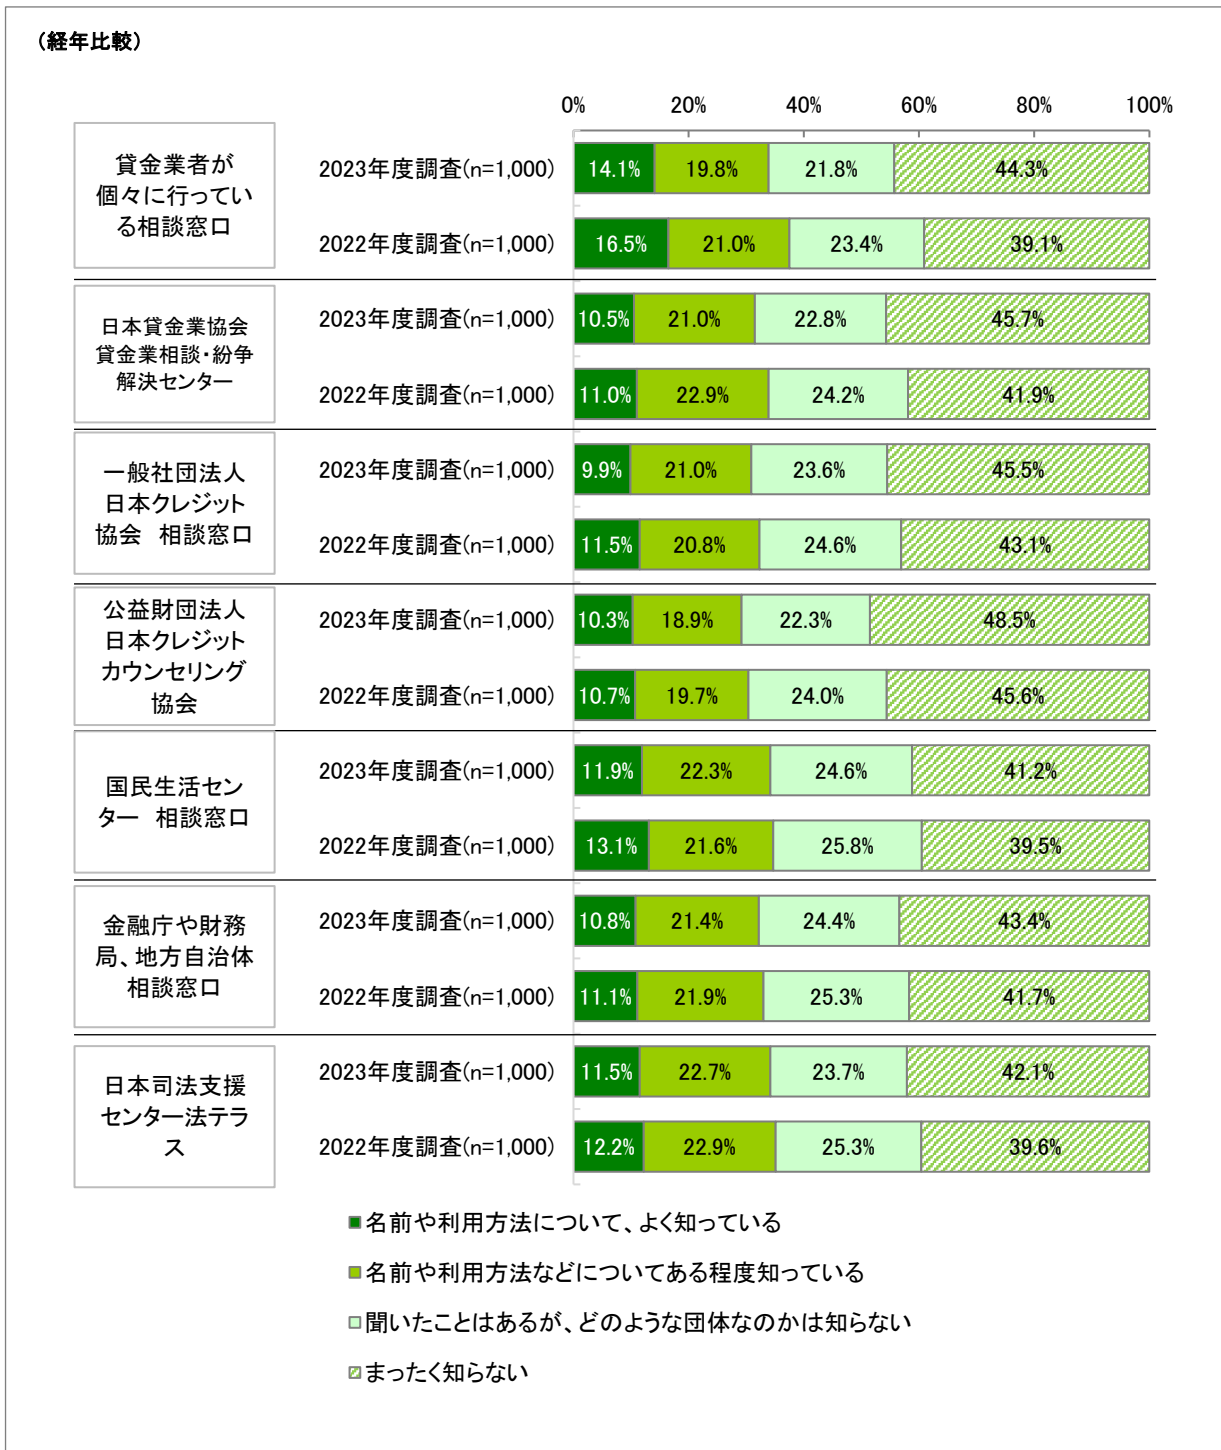 （経年比較）
0% 20% 40% 60% 80% 100%
貸金業者が
個々に行ってい
る相談窓口
2023年度調査(n=1,000) 14.1% 19.8% 21.8% 44.3%
2022年度調査(n=1,000) 16.5% 21.0% 23.4% 39.1%
日本貸金業協会
貸金業相談・紛争
解決センター
2023年度調査(n=1,000) 10.5% 21.0% 22.8% 45.7%
2022年度調査(n=1,000) 11.0% 22.9% 24.2% 41.9%
一般社団法人
日本クレジット
協会　相談窓口
2023年度調査(n=1,000) 9.9% 21.0% 23.6% 45.5%
2022年度調査(n=1,000) 11.5% 20.8% 24.6% 43.1%
公益財団法人
日本クレジット
カウンセリング
協会
2023年度調査(n=1,000) 10.3% 18.9% 22.3% 48.5%
2022年度調査(n=1,000) 10.7% 19.7% 24.0% 45.6%
国民生活セン
ター　相談窓口
2023年度調査(n=1,000) 11.9% 22.3% 24.6% 41.2%
2022年度調査(n=1,000) 13.1% 21.6% 25.8% 39.5%
金融庁や財務
局、地方自治体
相談窓口
2023年度調査(n=1,000) 10.8% 21.4% 24.4% 43.4%
2022年度調査(n=1,000) 11.1% 21.9% 25.3% 41.7%
日本司法支援
センター法テラ
ス
2023年度調査(n=1,000) 11.5% 22.7% 23.7% 42.1%
2022年度調査(n=1,000) 12.2% 22.9% 25.3% 39.6%
名前や利用方法について、よく知っている
名前や利用方法などについてある程度知っている
聞いたことはあるが、どのような団体なのかは知らない
まったく知らない